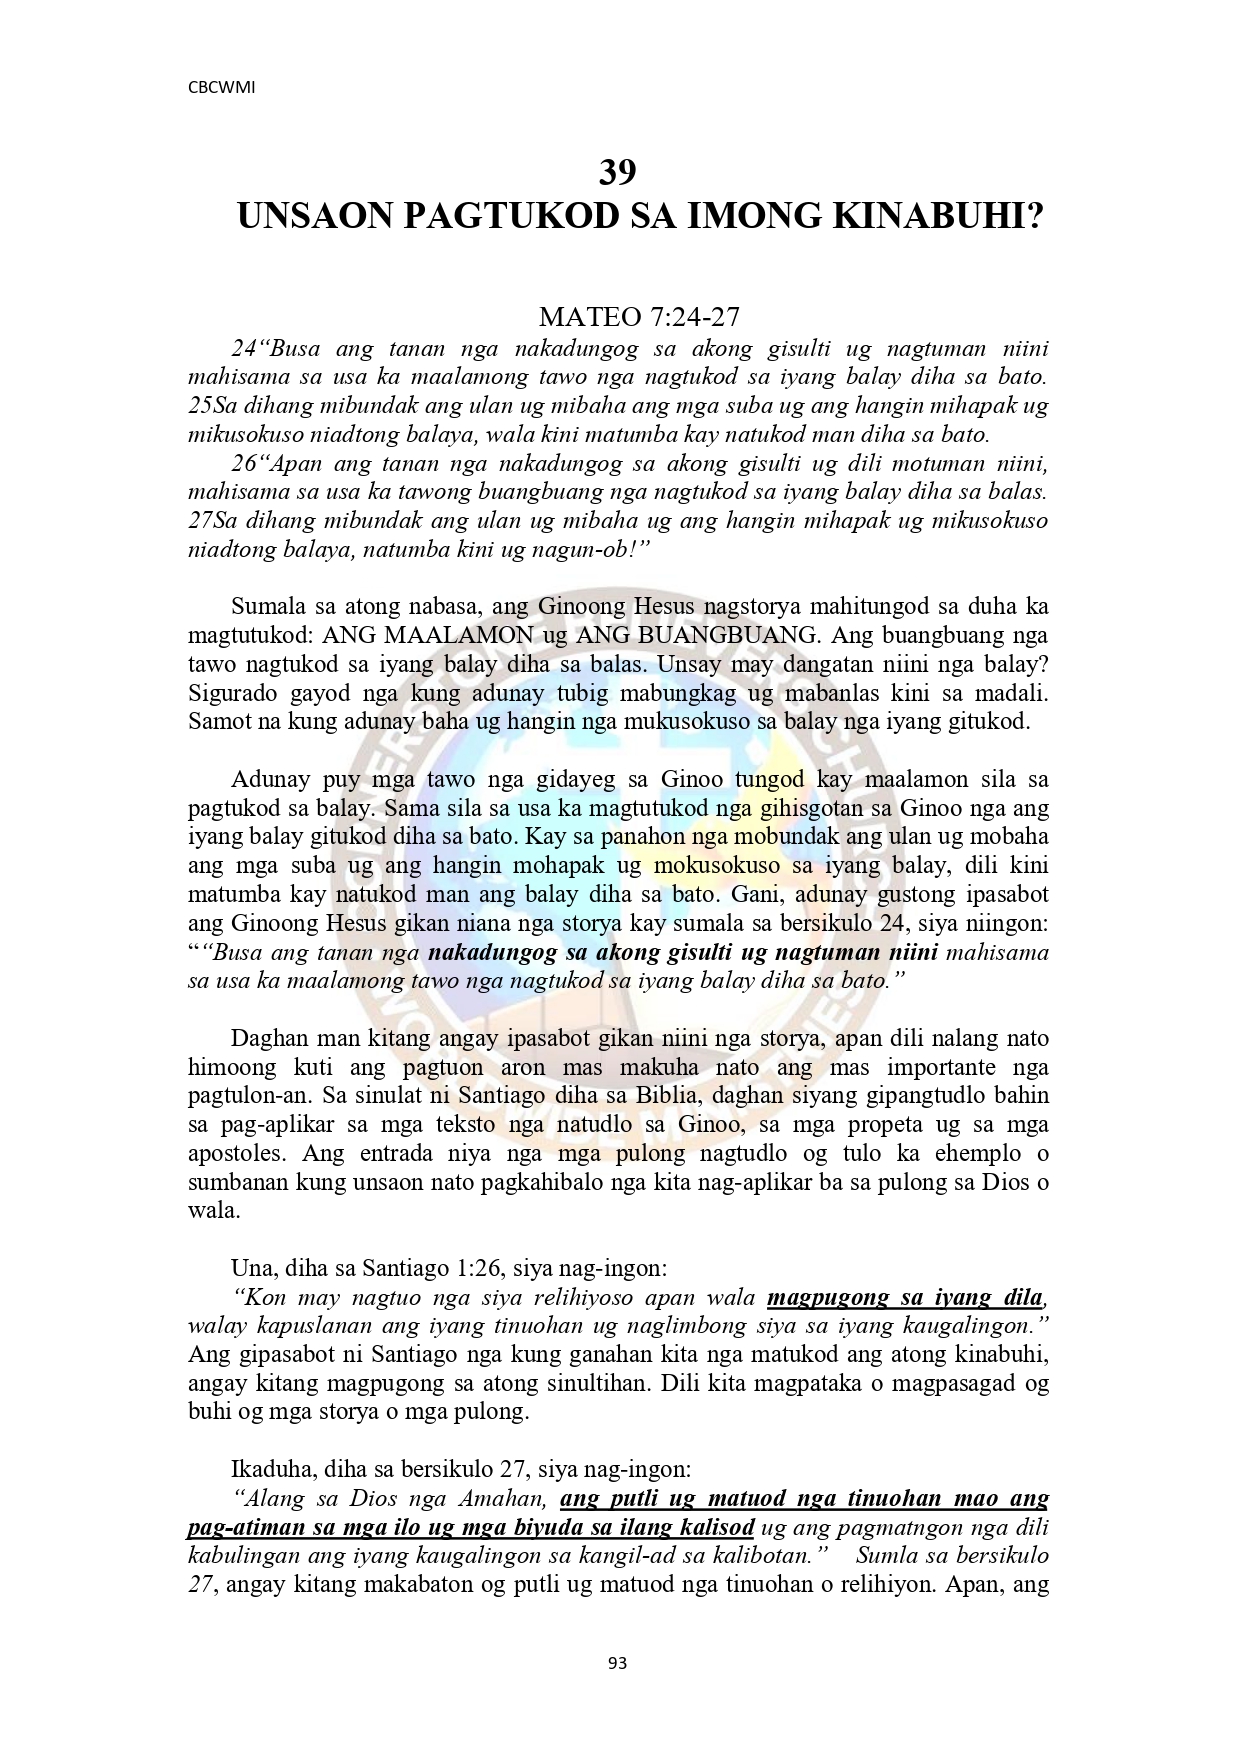 CBCWMI
39
UNSAON PAGTUKOD SA IMONG KINABUHI?
MATEO 7:24-27
24“Busa ang tanan nga nakadungog sa akong gisulti ug nagtuman niini
mahisama sa usa ka maalamong tawo nga nagtukod sa iyang balay diha sa bato.
25Sa dihang mibundak ang ulan ug mibaha ang mga suba ug ang hangin mihapak ug
mikusokuso niadtong balaya, wala kini matumba kay natukod man diha sa bato.
26“Apan ang tanan nga nakadungog sa akong gisulti ug dili motuman niini,
mahisama sa usa ka tawong buangbuang nga nagtukod sa iyang balay diha sa balas.
27Sa dihang mibundak ang ulan ug mibaha ug ang hangin mihapak ug mikusokuso
niadtong balaya, natumba kini ug nagun-ob!”
Sumala sa atong nabasa, ang Ginoong Hesus nagstorya mahitungod sa duha ka
magtutukod: ANG MAALAMON ug ANG BUANGBUANG. Ang buangbuang nga
tawo nagtukod sa iyang balay diha sa balas. Unsay may dangatan niini nga balay?
Sigurado gayod nga kung adunay tubig mabungkag ug mabanlas kini sa madali.
Samot na kung adunay baha ug hangin nga mukusokuso sa balay nga iyang gitukod.
Adunay puy mga tawo nga gidayeg sa Ginoo tungod kay maalamon sila sa
pagtukod sa balay. Sama sila sa usa ka magtutukod nga gihisgotan sa Ginoo nga ang
iyang balay gitukod diha sa bato. Kay sa panahon nga mobundak ang ulan ug mobaha
ang mga suba ug ang hangin mohapak ug mokusokuso sa iyang balay, dili kini
matumba kay natukod man ang balay diha sa bato. Gani, adunay gustong ipasabot
ang Ginoong Hesus gikan niana nga storya kay sumala sa bersikulo 24, siya niingon:
““Busa ang tanan nga nakadungog sa akong gisulti ug nagtuman niini mahisama
sa usa ka maalamong tawo nga nagtukod sa iyang balay diha sa bato.”
Daghan man kitang angay ipasabot gikan niini nga storya, apan dili nalang nato
himoong kuti ang pagtuon aron mas makuha nato ang mas importante nga
pagtulon-an. Sa sinulat ni Santiago diha sa Biblia, daghan siyang gipangtudlo bahin
sa pag-aplikar sa mga teksto nga natudlo sa Ginoo, sa mga propeta ug sa mga
apostoles. Ang entrada niya nga mga pulong nagtudlo og tulo ka ehemplo o
sumbanan kung unsaon nato pagkahibalo nga kita nag-aplikar ba sa pulong sa Dios o
wala.
Una, diha sa Santiago 1:26, siya nag-ingon:
“Kon may nagtuo nga siya relihiyoso apan wala magpugong sa iyang dila,
walay kapuslanan ang iyang tinuohan ug naglimbong siya sa iyang kaugalingon.”
Ang gipasabot ni Santiago nga kung ganahan kita nga matukod ang atong kinabuhi,
angay kitang magpugong sa atong sinultihan. Dili kita magpataka o magpasagad og
buhi og mga storya o mga pulong.
Ikaduha, diha sa bersikulo 27, siya nag-ingon:
“Alang sa Dios nga Amahan, ang putli ug matuod nga tinuohan mao ang
pag-atiman sa mga ilo ug mga biyuda sa ilang kalisod ug ang pagmatngon nga dili
kabulingan ang iyang kaugalingon sa kangil-ad sa kalibotan.” Sumla sa bersikulo
27, angay kitang makabaton og putli ug matuod nga tinuohan o relihiyon. Apan, ang
CORNERSTONE BELIEVERS CHURCH
WORLDWIDE MINISTRIES
93